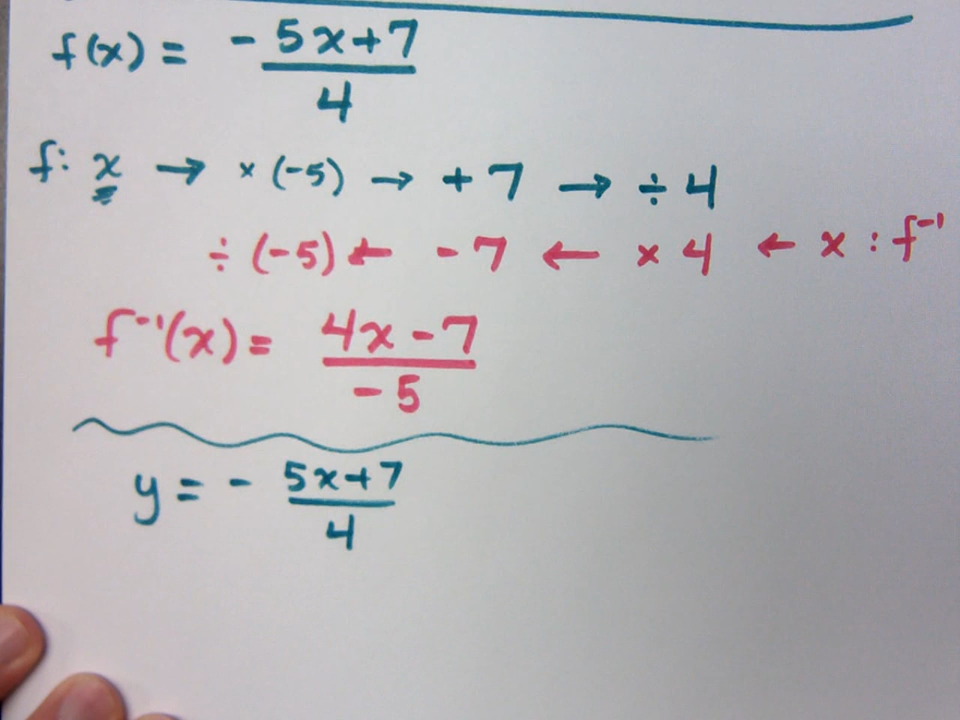 f(x) = - 5x+7 / 4
f: x → × (-5) → + 7 → ÷ 4
÷ (-5) ← - 7 ← × 4 ← x : f⁻¹
f⁻¹(x) = 4x - 7 / -5
y = - 5x+7 / 4